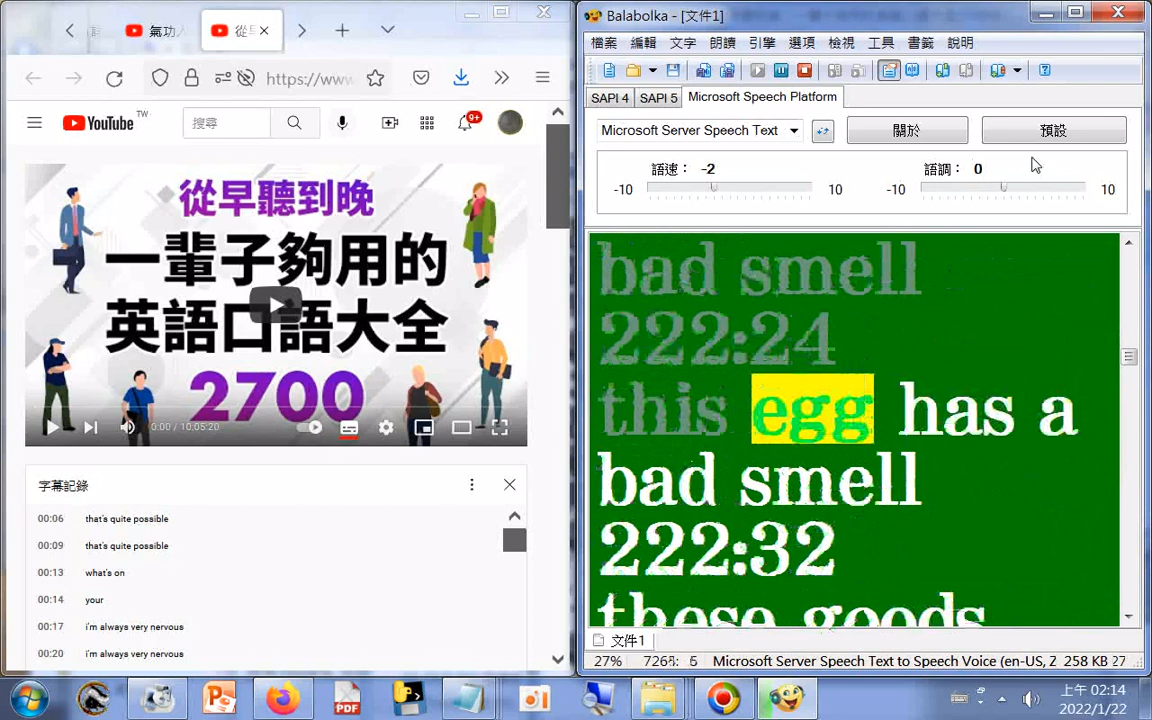 氣功
從
https://www
YouTube TW
搜尋
9+
從早聽到晚
一輩子夠用的
英語口語大全
2700
0:00 / 10:05:20
字幕記錄
00:06 that's quite possible
00:09 that's quite possible
00:13 what's on
00:14 your
00:17 i'm always very nervous
00:20 i'm always very nervous
Balabolka - [文件1]
檔案 編輯 文字 朗讀 引擎 選項 檢視 工具 書籤 說明
SAPI 4 SAPI 5 Microsoft Speech Platform
Microsoft Server Speech Text 關於 預設
語速： -2 語調： 0
-10 10 -10 10
bad smell
222:24
this egg has a
bad smell
222:32
these goods
文件1
27% 726: 5 Microsoft Server Speech Text to Speech Voice (en-US, Z 258 KB 27
上午 02:14
2022/1/22